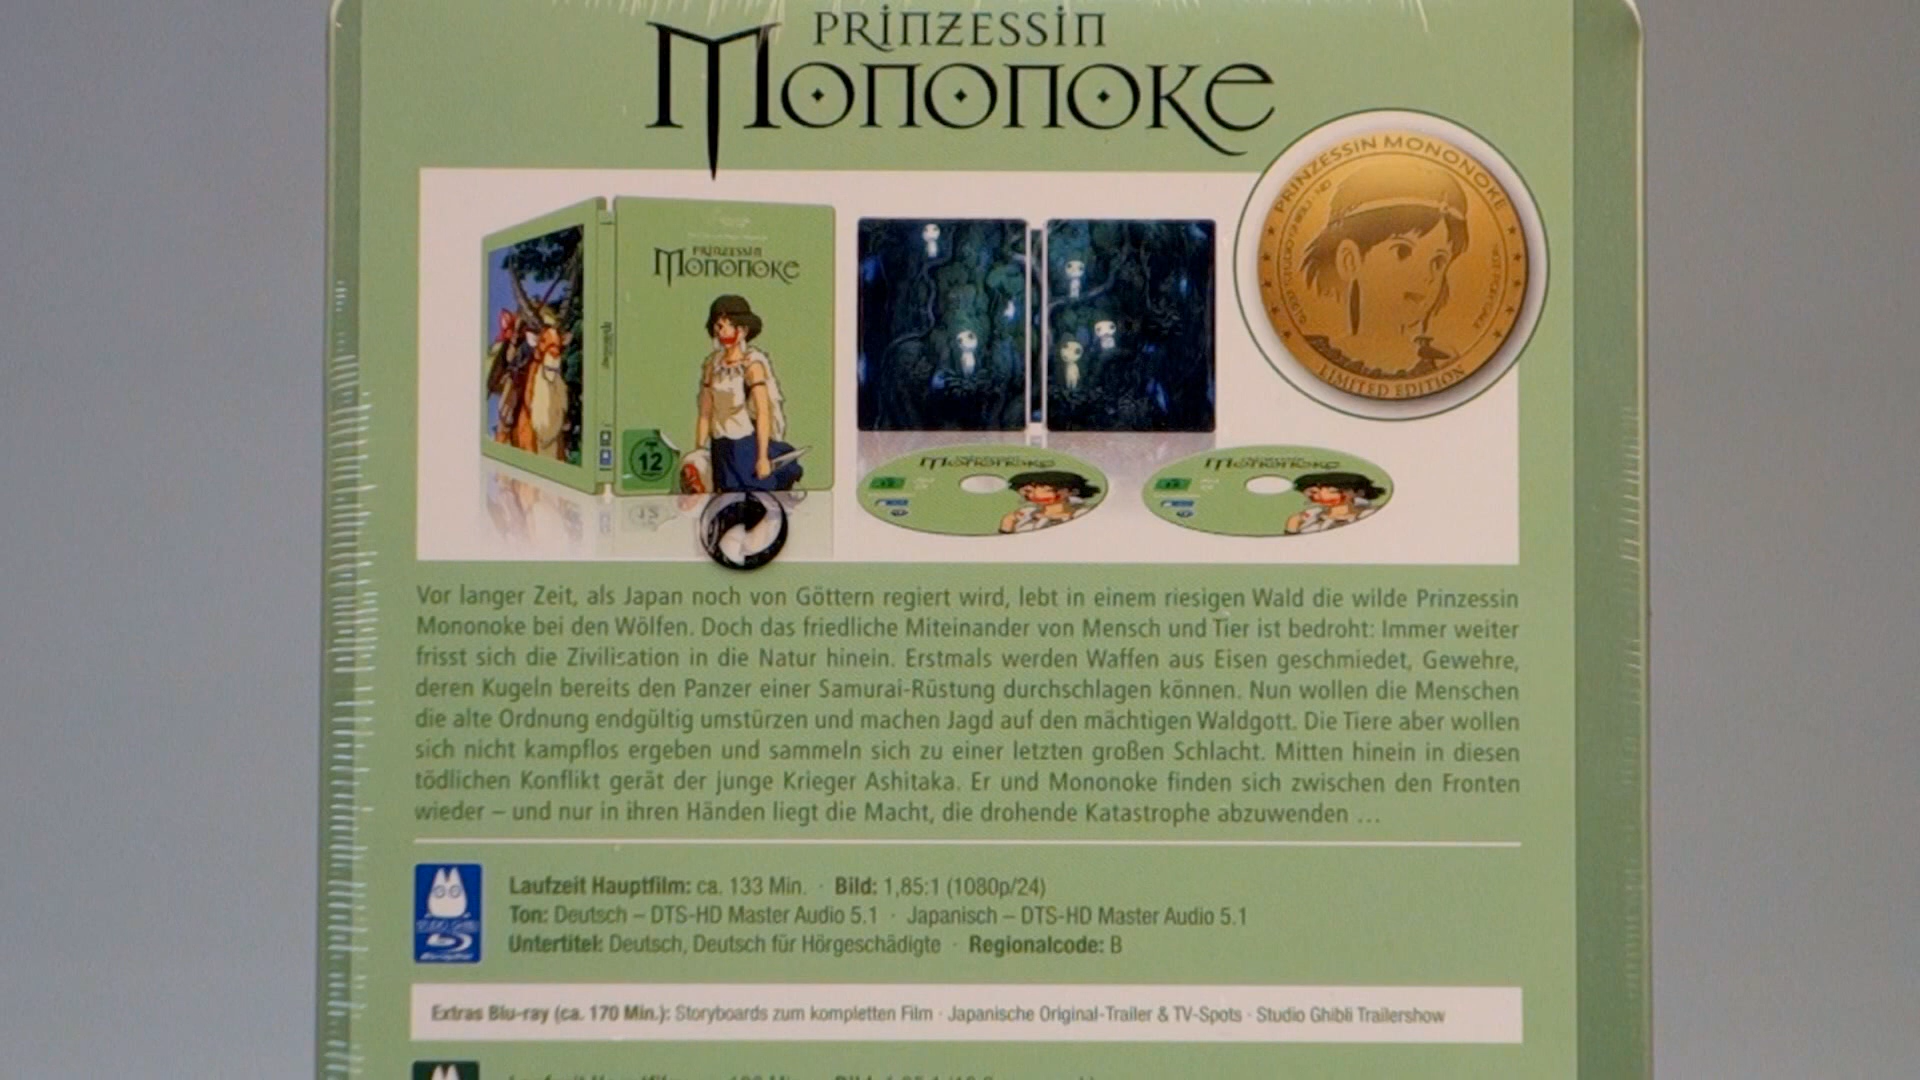 PRINZESSIN
MONONOKE
PRINZESSIN MONONOKE
LIMITED EDITION
PRINZESSIN
MONONOKE
12
MONONOKE
MONONOKE
Vor langer Zeit, als Japan noch von Göttern regiert wird, lebt in einem riesigen Wald die wilde Prinzessin
Mononoke bei den Wölfen. Doch das friedliche Miteinander von Mensch und Tier ist bedroht: Immer weiter
frisst sich die Zivilisation in die Natur hinein. Erstmals werden Waffen aus Eisen geschmiedet, Gewehre,
deren Kugeln bereits den Panzer einer Samurai-Rüstung durchschlagen können. Nun wollen die Menschen
die alte Ordnung endgültig umstürzen und machen Jagd auf den mächtigen Waldgott. Die Tiere aber wollen
sich nicht kampflos ergeben und sammeln sich zu einer letzten großen Schlacht. Mitten hinein in diesen
tödlichen Konflikt gerät der junge Krieger Ashitaka. Er und Mononoke finden sich zwischen den Fronten
wieder – und nur in ihren Händen liegt die Macht, die drohende Katastrophe abzuwenden ...
STUDIO GHIBLI
Blu-ray Disc
Laufzeit Hauptfilm: ca. 133 Min. · Bild: 1,85:1 (1080p/24)
Ton: Deutsch – DTS-HD Master Audio 5.1 · Japanisch – DTS-HD Master Audio 5.1
Untertitel: Deutsch, Deutsch für Hörgeschädigte · Regionalcode: B
Extras Blu-ray (ca. 170 Min.): Storyboards zum kompletten Film · Japanische Original-Trailer & TV-Spots · Studio Ghibli Trailershow